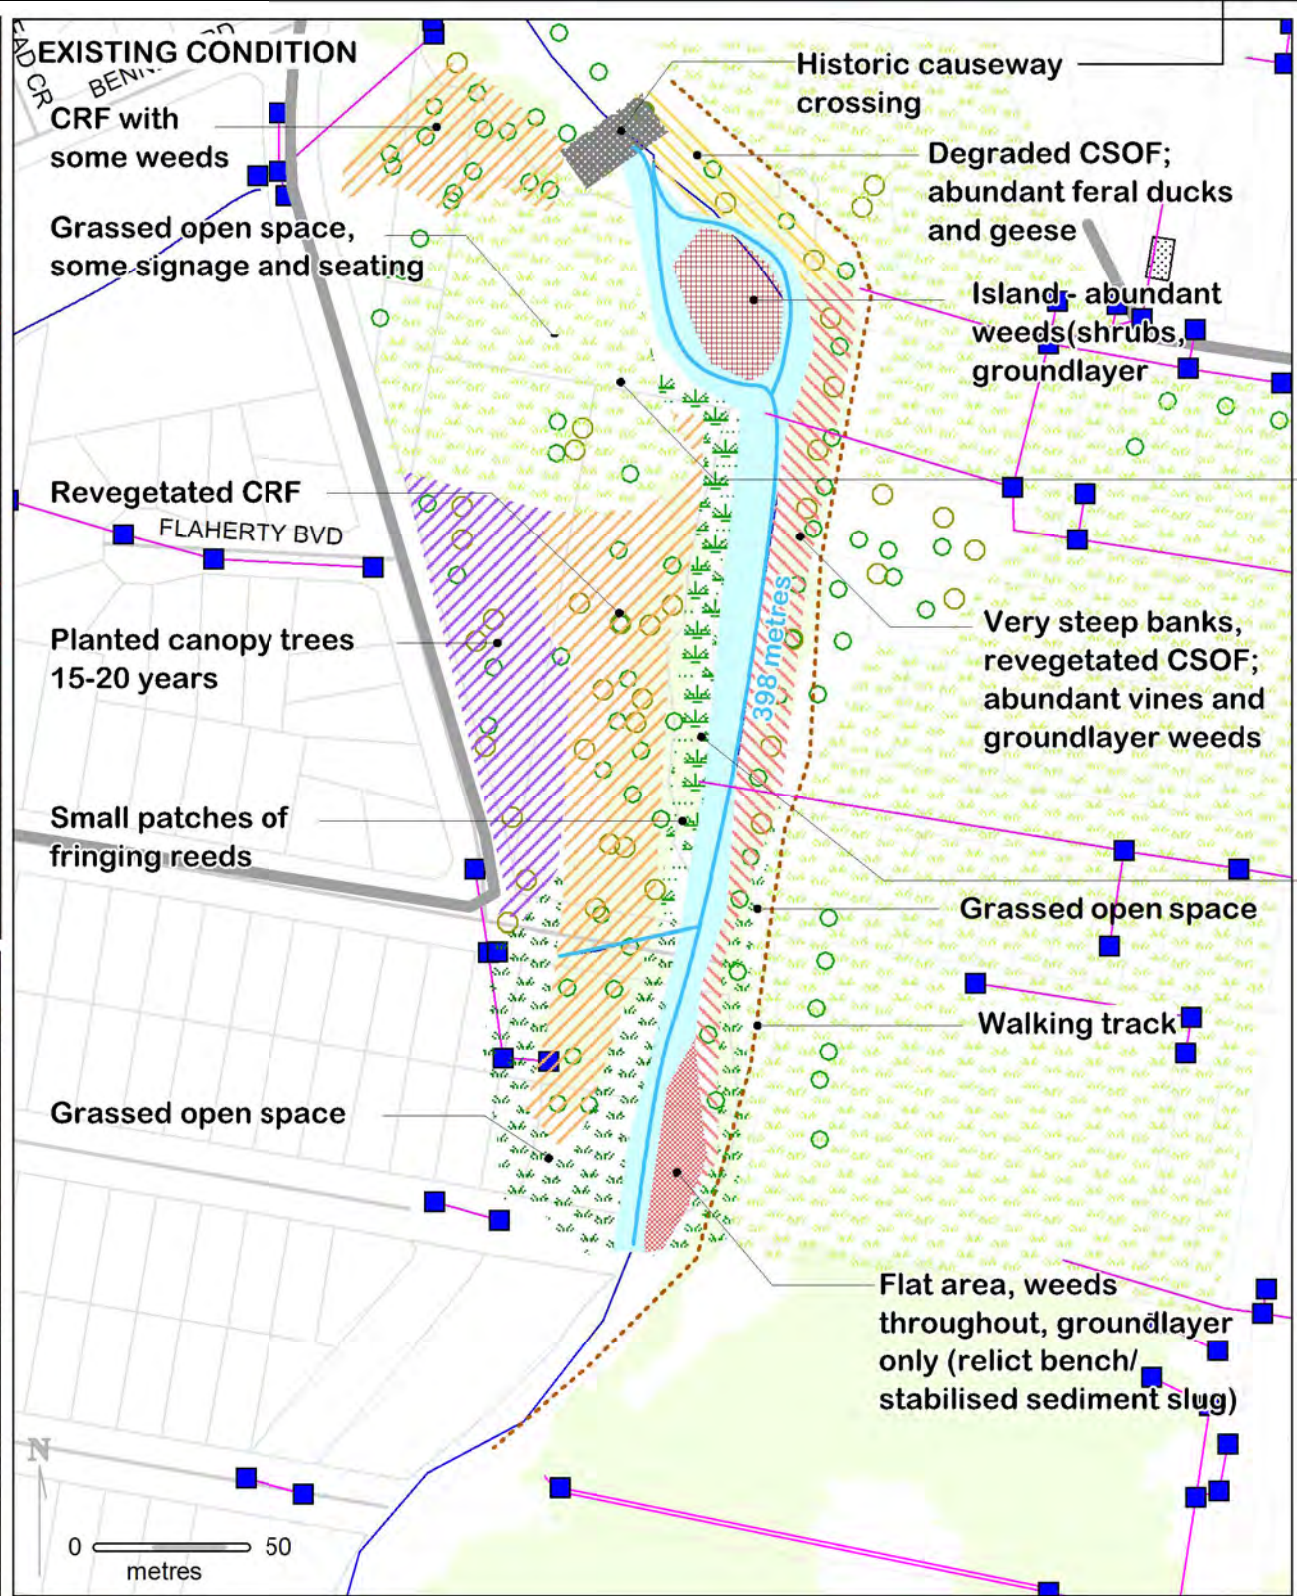 EXISTING CONDITION
CRF with
some weeds
Grassed open space,
some signage and seating
Revegetated CRF
FLAHERTY BVD
Planted canopy trees
15-20 years
Small patches of
fringing reeds
Grassed open space
Historic causeway
crossing
Degraded CSOF;
abundant feral ducks
and geese
Island - abundant
weeds(shrubs,
groundlayer
398 metres
Very steep banks,
revegetated CSOF;
abundant vines and
groundlayer weeds
Grassed open space
Walking track
Flat area, weeds
throughout, groundlayer
only (relict bench/
stabilised sediment slug)
N
0 50
metres